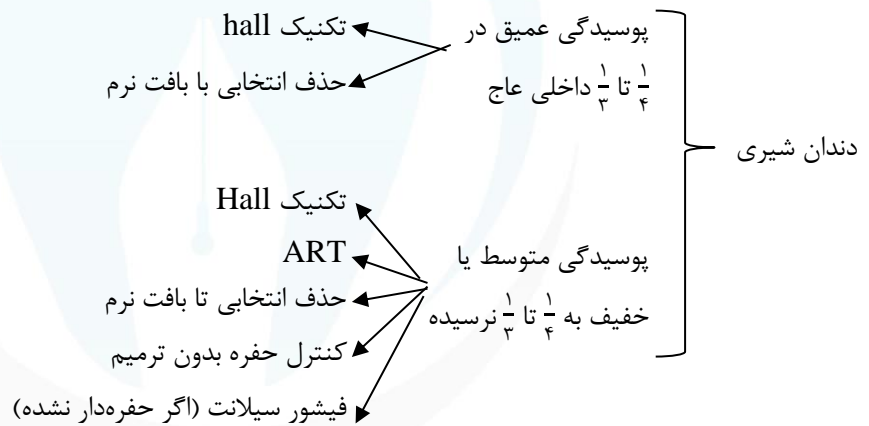 دندان شیری
پوسیدگی عمیق در
۱/۴ تا ۱/۳ داخلی عاج
تکنیک hall
حذف انتخابی با بافت نرم
پوسیدگی متوسط یا
خفیف به ۱/۴ تا ۱/۳ نرسیده
تکنیک Hall
ART
حذف انتخابی تا بافت نرم
کنترل حفره بدون ترمیم
فیشور سیلانت (اگر حفره‌دار نشده)